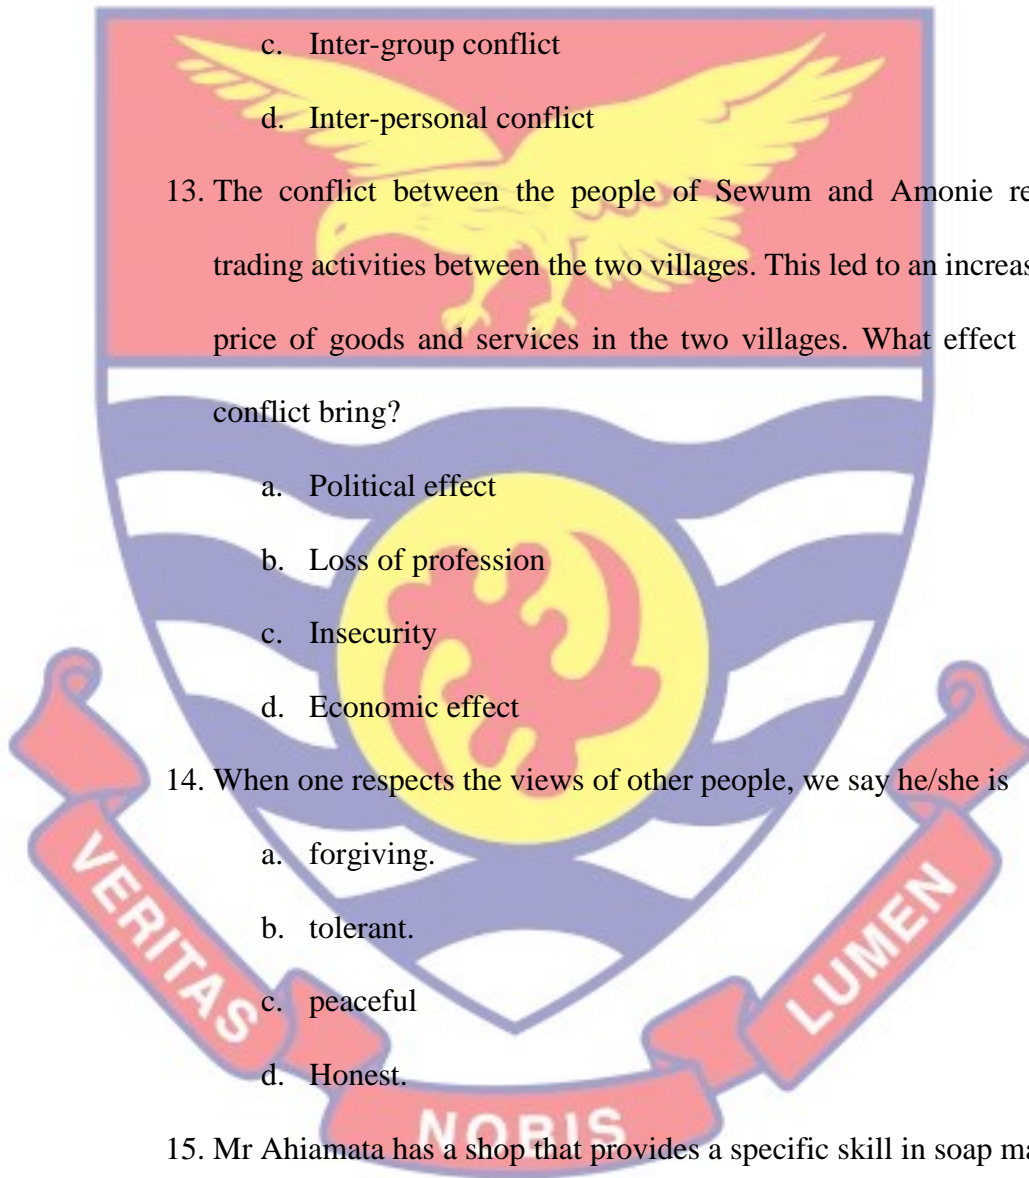 c. Inter-group conflict
d. Inter-personal conflict
13. The conflict between the people of Sewum and Amonie
trading activities between the two villages. This led to an
price of goods and services in the two villages. What effect
conflict bring?
a. Political effect
b. Loss of profession
c. Insecurity
d. Economic effect
14. When one respects the views of other people, we say he/she is
a. forgiving.
b. tolerant.
c. peaceful
d. Honest.
VERITAS
NOBIS
LUMEN
15. Mr Ahiamata has a shop that provides a specific skill in soap